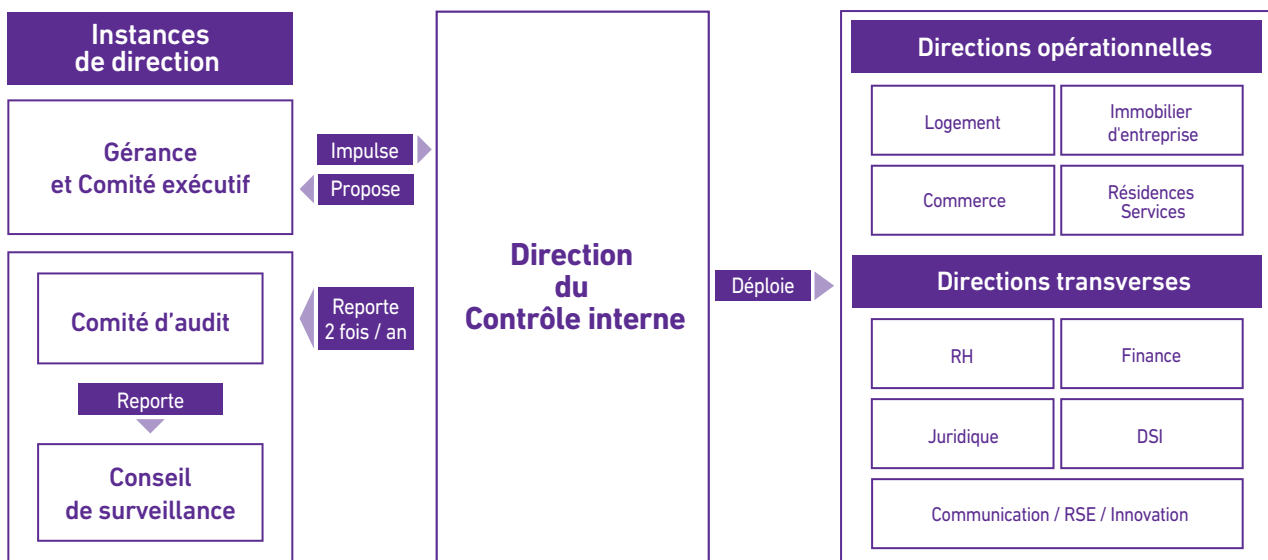 Instances
de direction
Gérance
et Comité exécutif
Impulse
Propose
Comité d’audit
Reporte
2 fois / an
Reporte
Conseil
de surveillance
Direction
du
Contrôle interne
Déploie
Directions opérationnelles
Logement
Immobilier
d'entreprise
Commerce
Résidences
Services
Directions transverses
RH
Finance
Juridique
DSI
Communication / RSE / Innovation